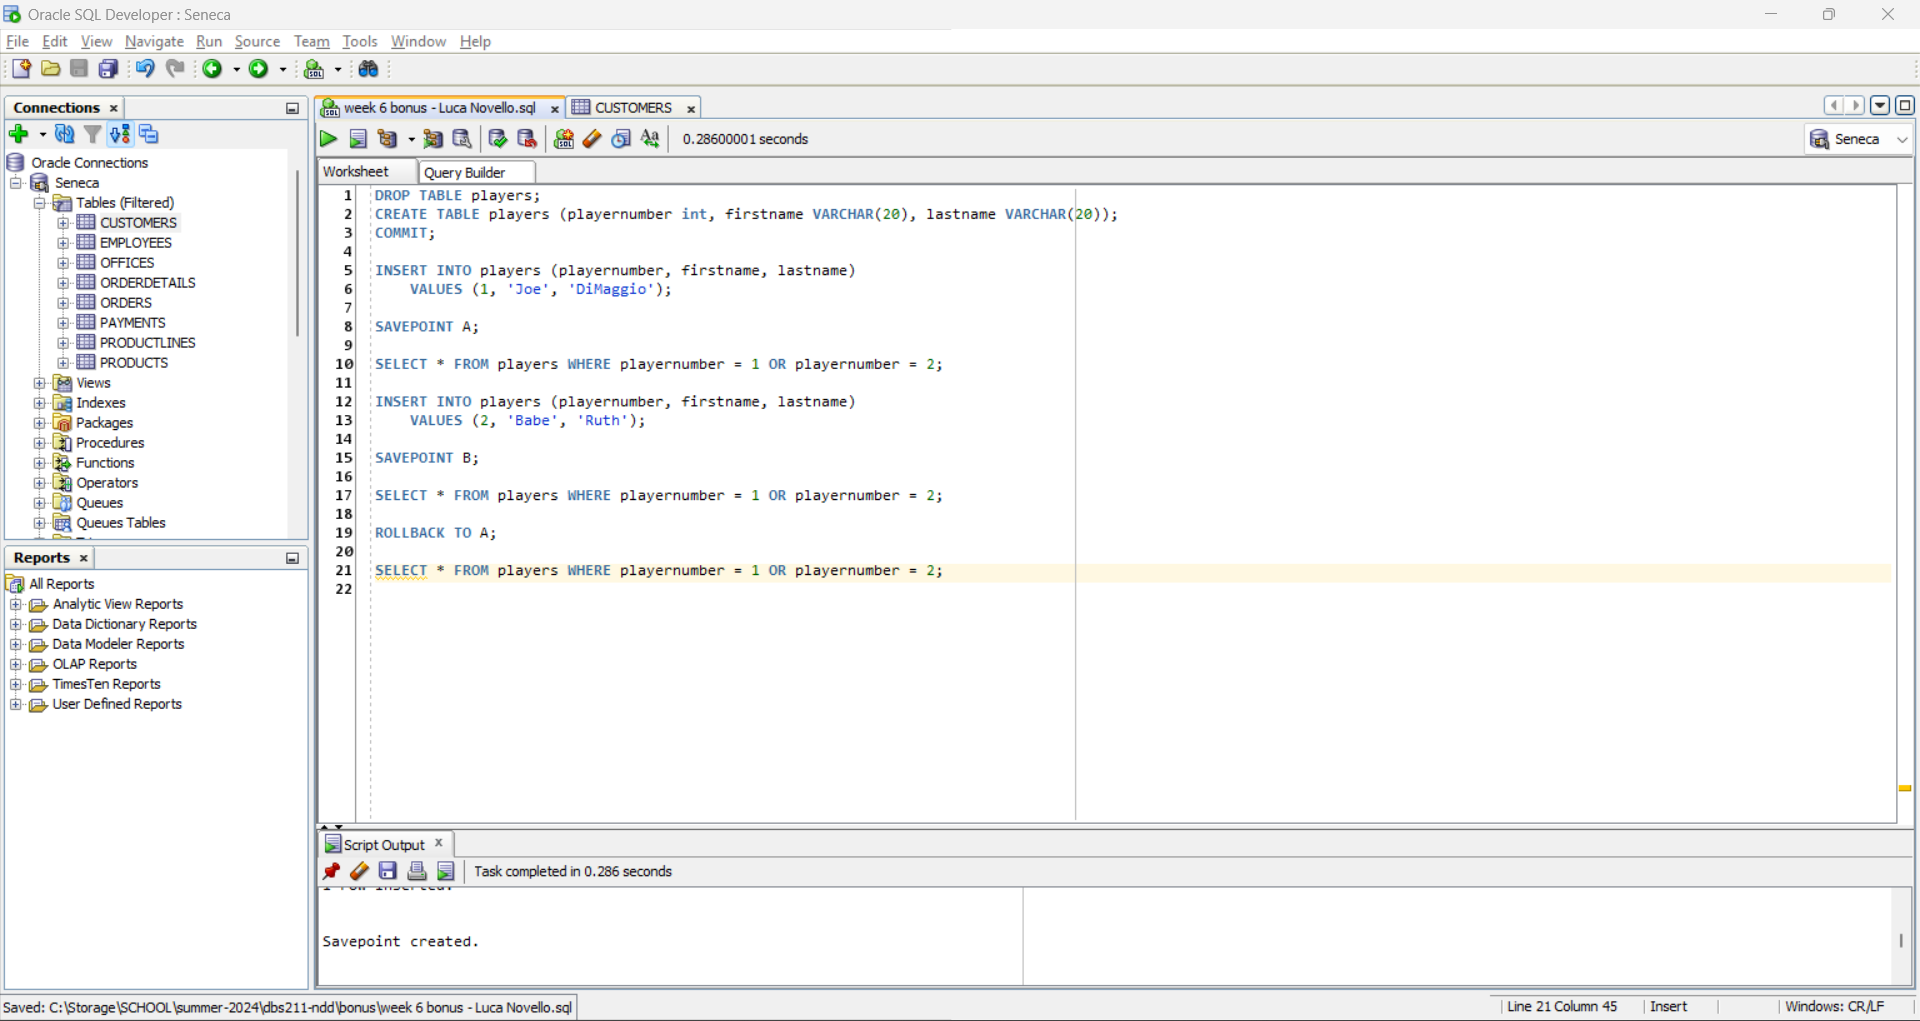 Oracle SQL Developer : Seneca
File Edit View Navigate Run Source Team Tools Window Help
Connections
Oracle Connections
Seneca
Tables (Filtered)
CUSTOMERS
EMPLOYEES
OFFICES
ORDERDETAILS
ORDERS
PAYMENTS
PRODUCTLINES
PRODUCTS
Views
Indexes
Packages
Procedures
Functions
Operators
Queues
Queues Tables
Reports
All Reports
Analytic View Reports
Data Dictionary Reports
Data Modeler Reports
OLAP Reports
TimesTen Reports
User Defined Reports
week 6 bonus - Luca Novello.sql
CUSTOMERS
0.28600001 seconds
Seneca
Worksheet
Query Builder
1 DROP TABLE players;
2 CREATE TABLE players (playernumber int, firstname VARCHAR(20), lastname VARCHAR(20));
3 COMMIT;
4
5 INSERT INTO players (playernumber, firstname, lastname)
6 VALUES (1, 'Joe', 'DiMaggio');
7
8 SAVEPOINT A;
9
10 SELECT * FROM players WHERE playernumber = 1 OR playernumber = 2;
11
12 INSERT INTO players (playernumber, firstname, lastname)
13 VALUES (2, 'Babe', 'Ruth');
14
15 SAVEPOINT B;
16
17 SELECT * FROM players WHERE playernumber = 1 OR playernumber = 2;
18
19 ROLLBACK TO A;
20
21 SELECT * FROM players WHERE playernumber = 1 OR playernumber = 2;
22
Script Output
Task completed in 0.286 seconds
1 row inserted.
Savepoint created.
Saved: C:\Storage\SCHOOL\summer-2024\dbs211-ndd\bonus\week 6 bonus - Luca Novello.sql
Line 21 Column 45
Insert
Windows: CR/LF